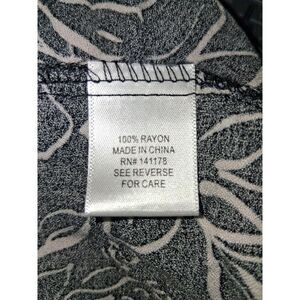 100% RAYON
MADE IN CHINA
RN# 141178
SEE REVERSE
FOR CARE